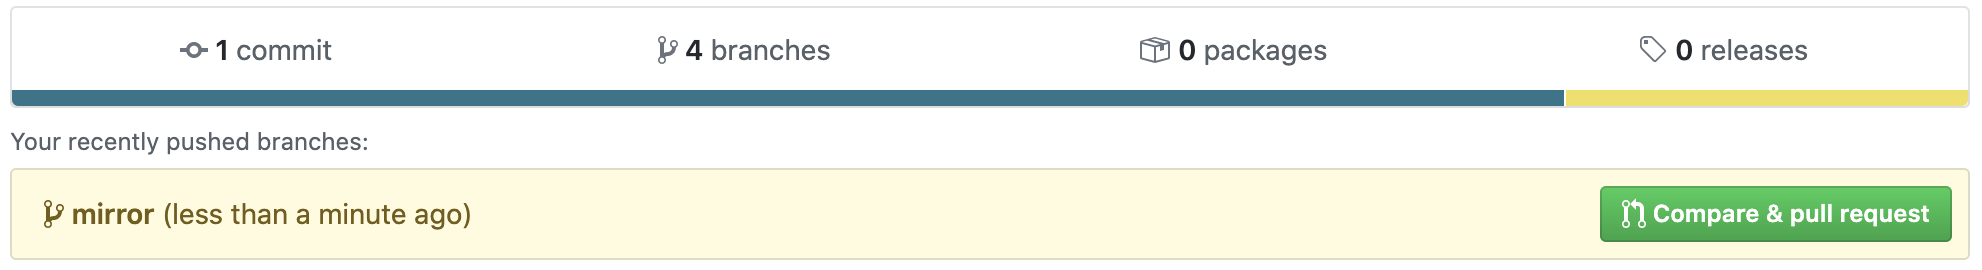 1 commit 4 branches 0 packages 0 releases
Your recently pushed branches:
mirror (less than a minute ago) Compare & pull request